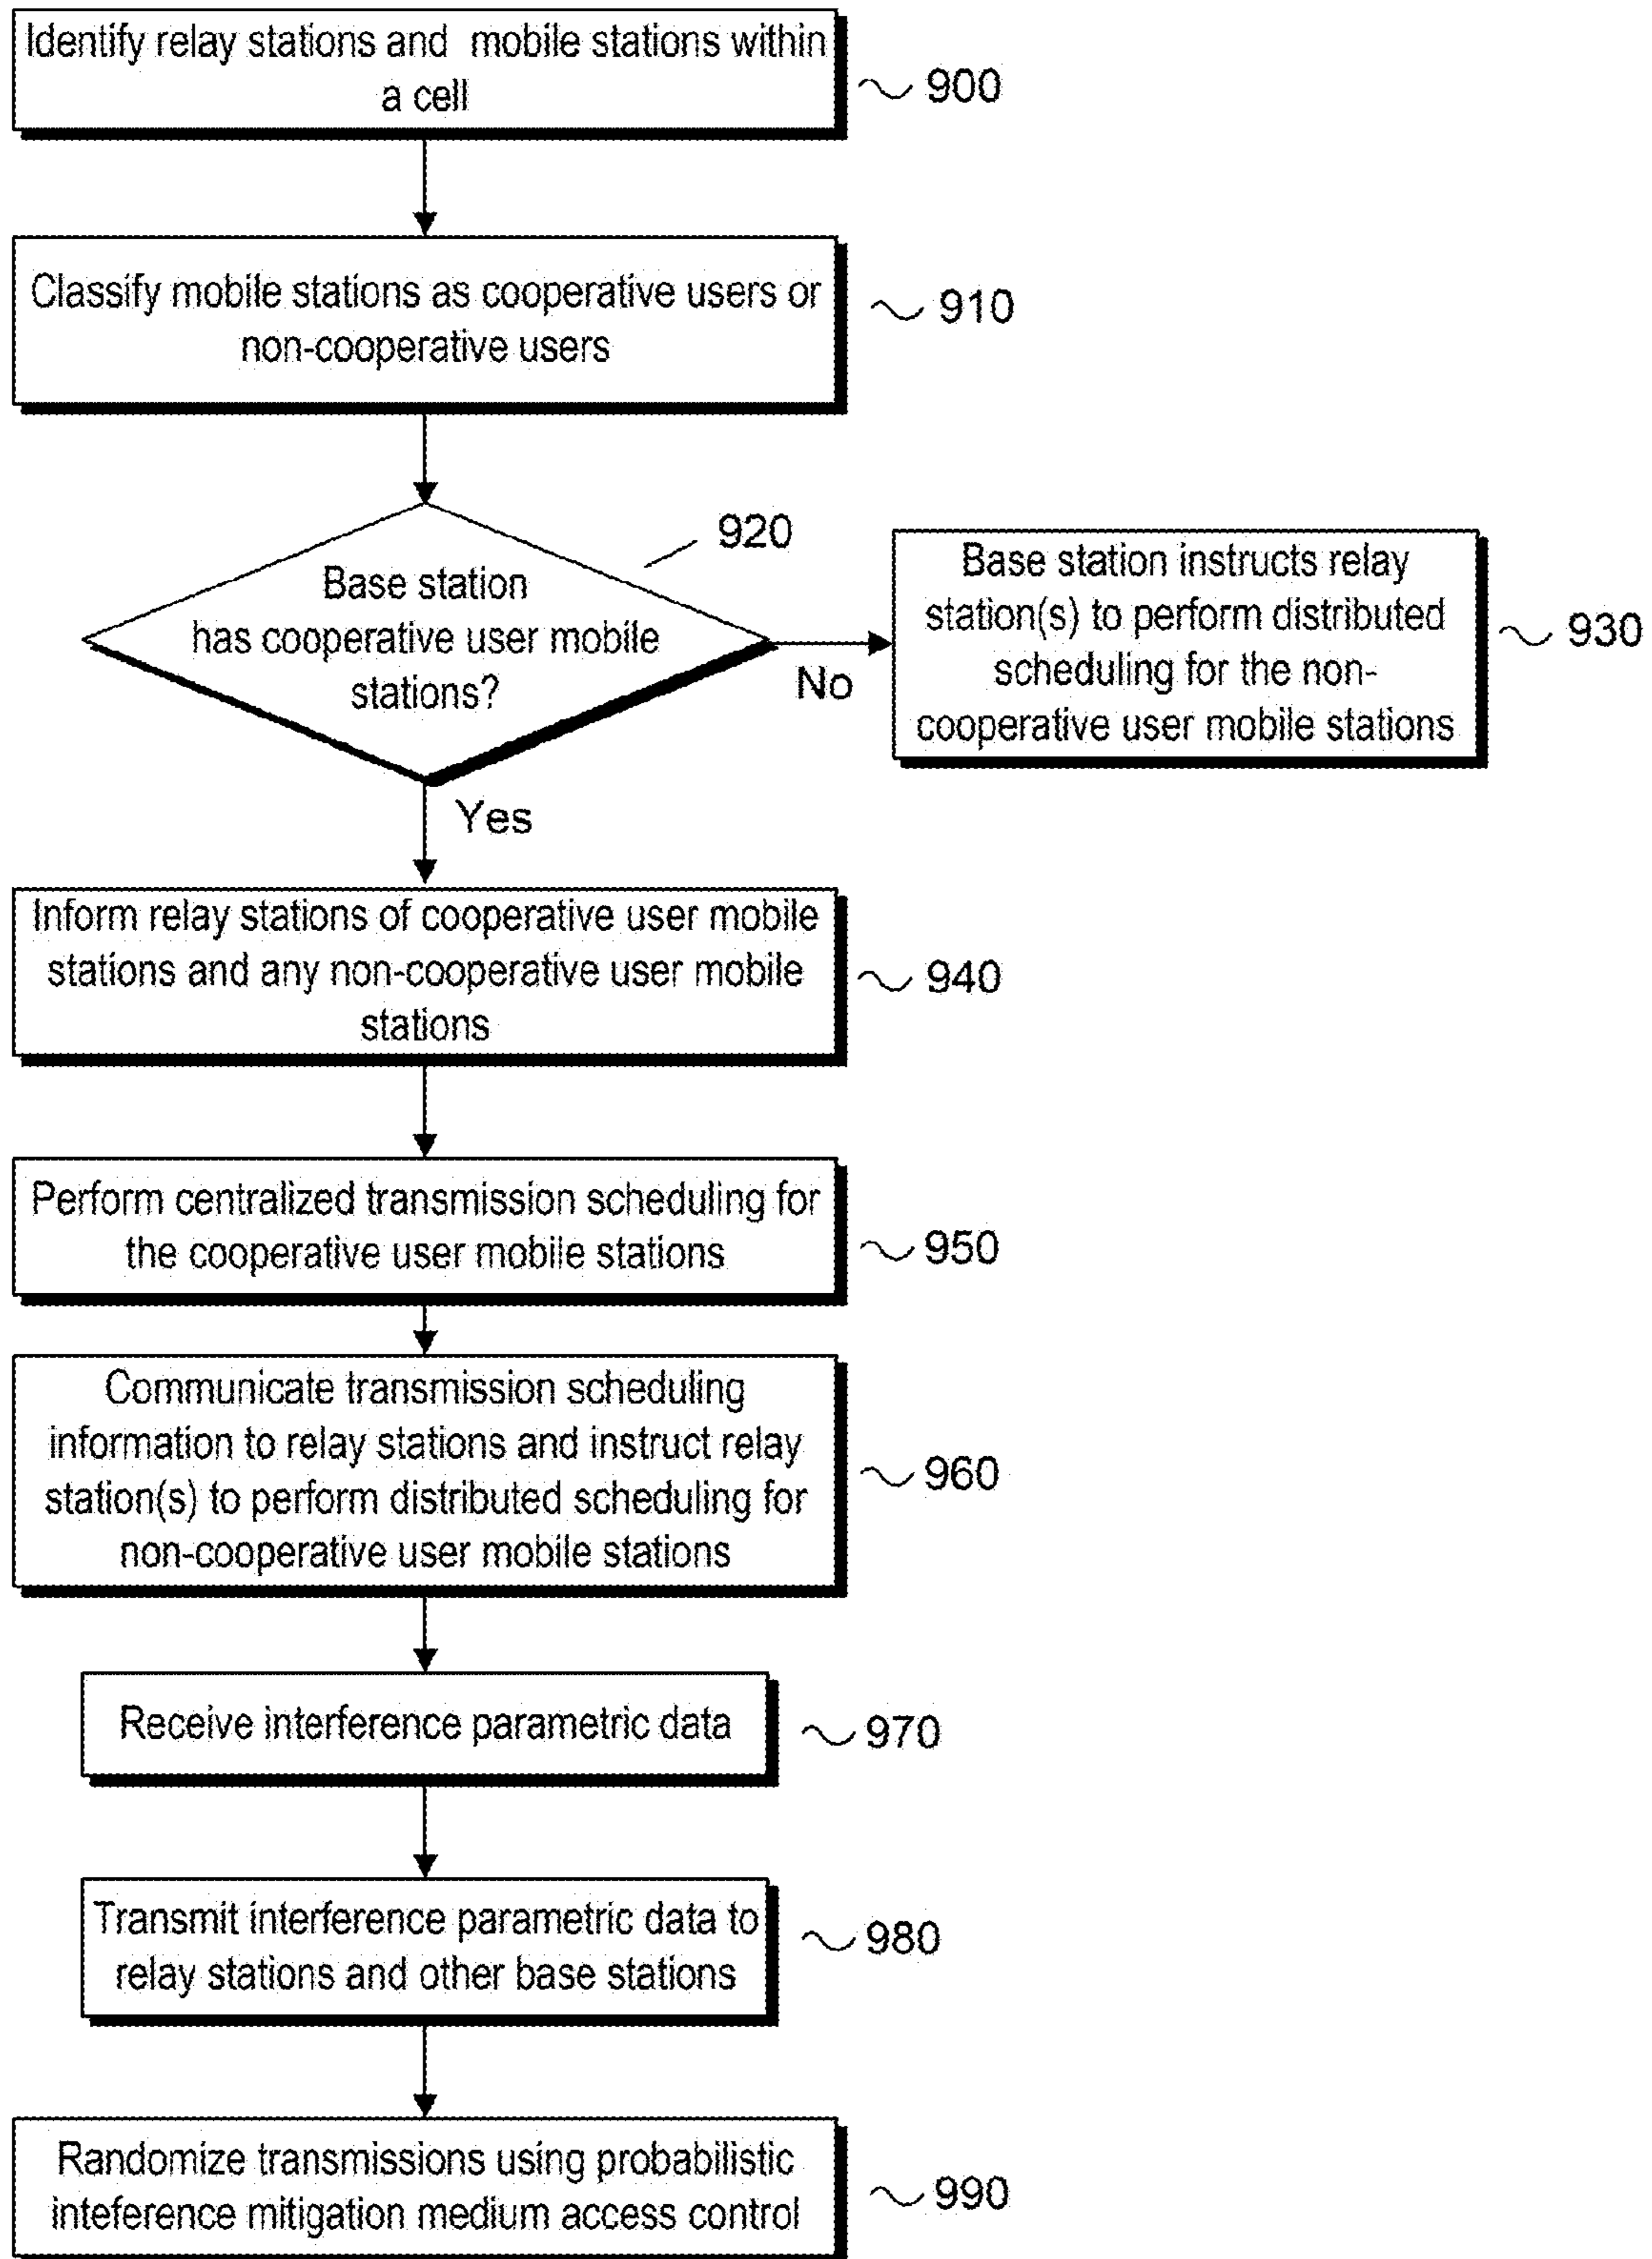 Identify relay stations and mobile stations within
a cell
900
Classify mobile stations as cooperative users or
non-cooperative users
910
920
Base station
has cooperative user mobile
stations?
No
Base station instructs relay
station(s) to perform distributed
scheduling for the non-
cooperative user mobile stations
930
Yes
Inform relay stations of cooperative user mobile
stations and any non-cooperative user mobile
stations
940
Perform centralized transmission scheduling for
the cooperative user mobile stations
950
Communicate transmission scheduling
information to relay stations and instruct relay
station(s) to perform distributed scheduling for
non-cooperative user mobile stations
960
Receive interference parametric data
970
Transmit interference parametric data to
relay stations and other base stations
980
Randomize transmissions using probabilistic
inteference mitigation medium access control
990